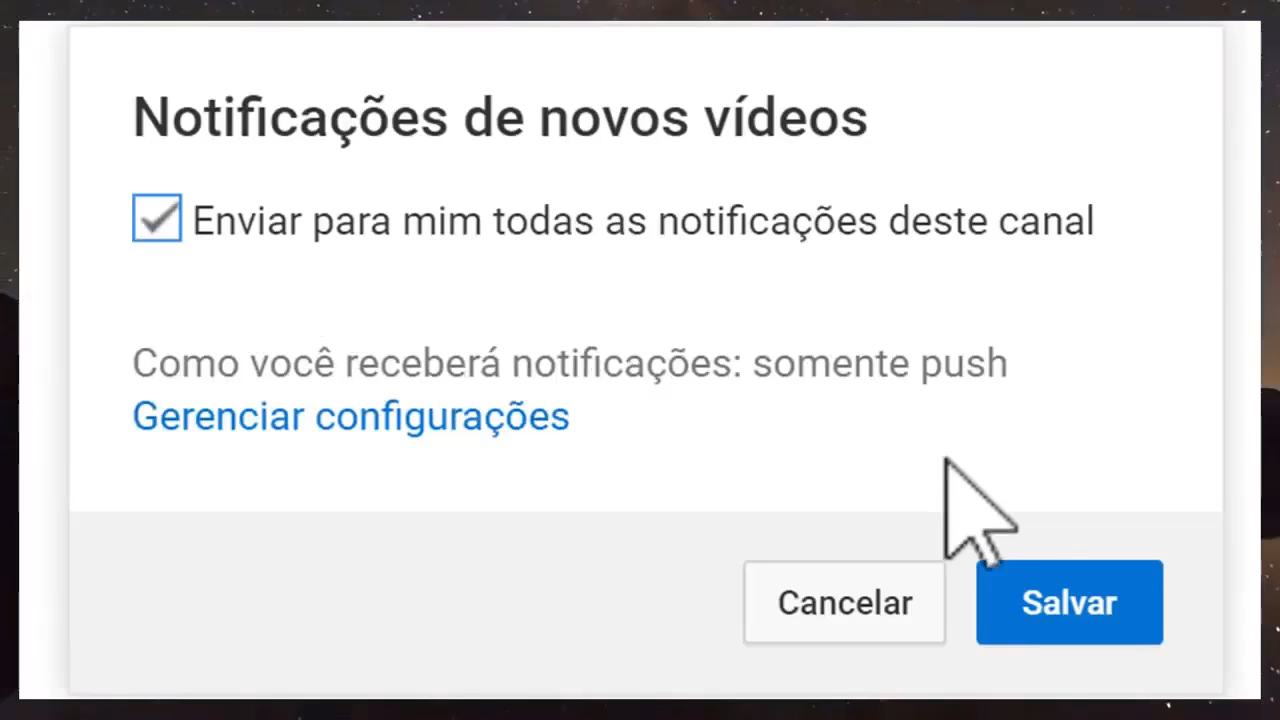 Notificações de novos vídeos
Enviar para mim todas as notificações deste canal
Como você receberá notificações: somente push
Gerenciar configurações
Cancelar
Salvar